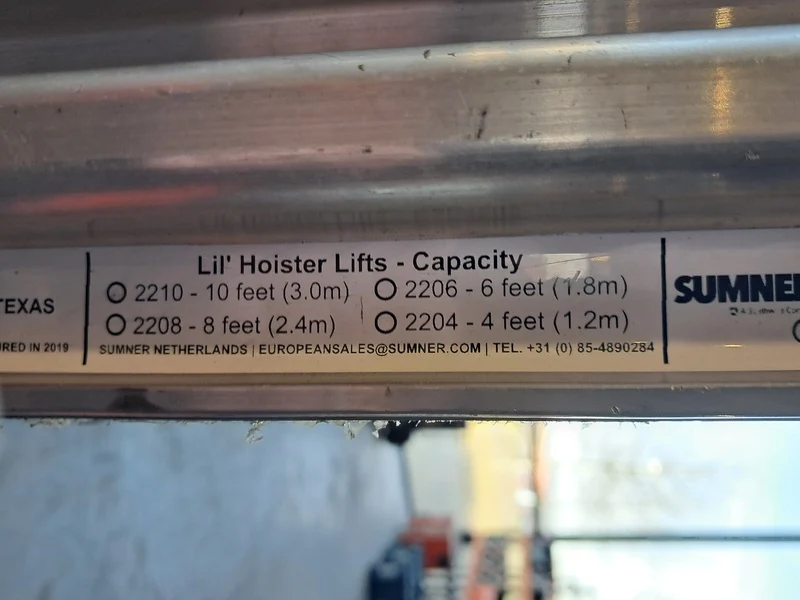 TEXAS
URED IN 2019
Lil' Hoister Lifts - Capacity
2210 - 10 feet (3.0m)
2206 - 6 feet (1.8m)
2208 - 8 feet (2.4m)
2204 - 4 feet (1.2m)
SUMNER NETHERLANDS | EUROPEANSALES@SUMNER.COM | TEL. +31 (0) 85-4890284
SUMNE